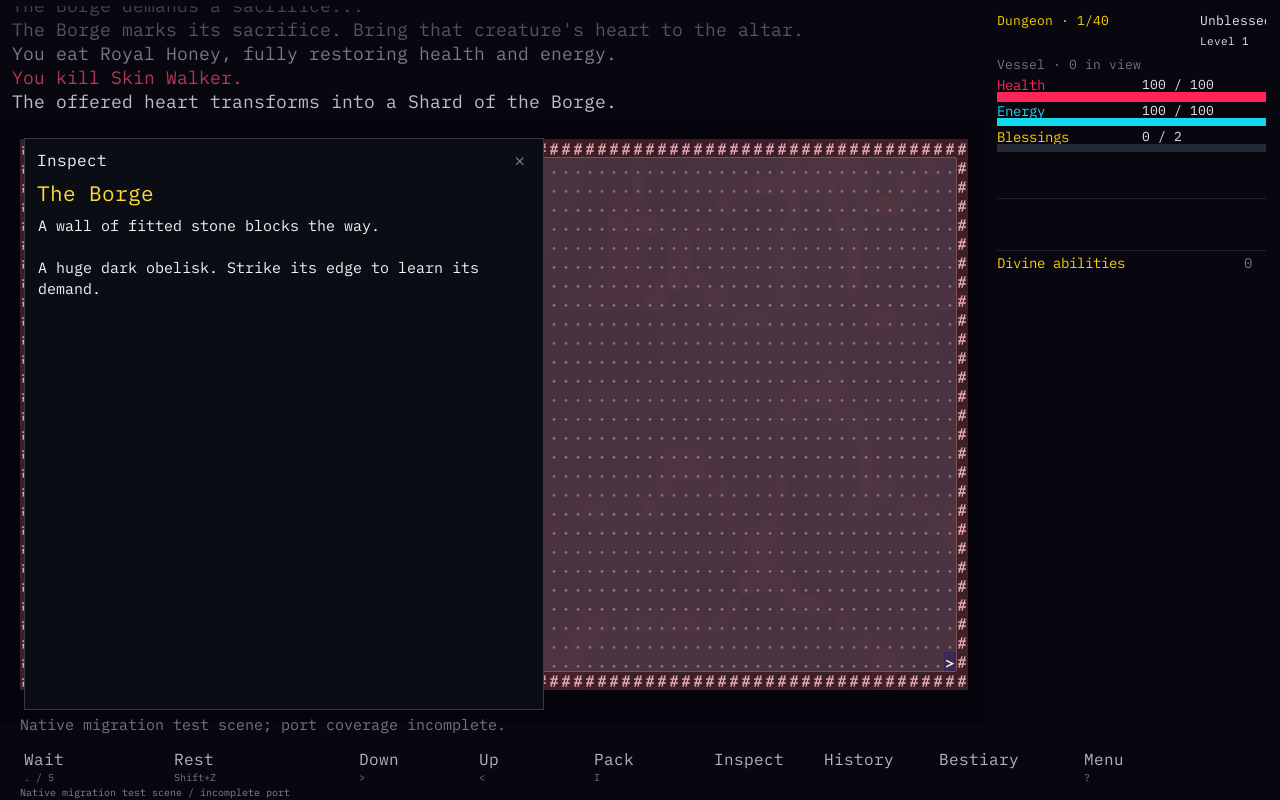 The Borge demands a sacrifice...
The Borge marks its sacrifice. Bring that creature's heart to the altar.
You eat Royal Honey, fully restoring health and energy.
You kill Skin Walker.
The offered heart transforms into a Shard of the Borge.
Dungeon · 1/40
Level 1
Vessel · 0 in view
Health 100 / 100
Energy 100 / 100
Blessings 0 / 2
Divine abilities 0
Inspect ×
The Borge
A wall of fitted stone blocks the way.
A huge dark obelisk. Strike its edge to learn its
demand.
>
Native migration test scene; port coverage incomplete.
Wait Rest Down Up Pack Inspect History Bestiary Menu
. / 5 Shift+Z > < I ?
Native migration test scene / incomplete port